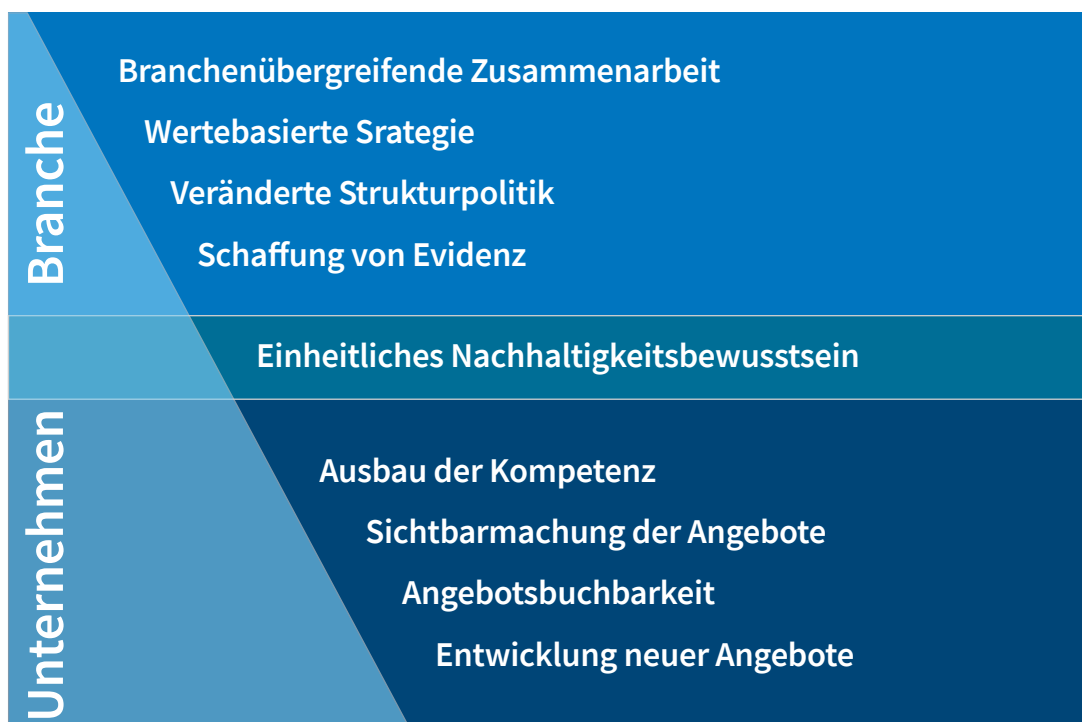 Branche
Branchenübergreifende Zusammenarbeit
Wertebasierte Srategie
Veränderte Strukturpolitik
Schaffung von Evidenz
Einheitliches Nachhaltigkeitsbewusstsein
Unternehmen
Ausbau der Kompetenz
Sichtbarmachung der Angebote
Angebotsbuchbarkeit
Entwicklung neuer Angebote